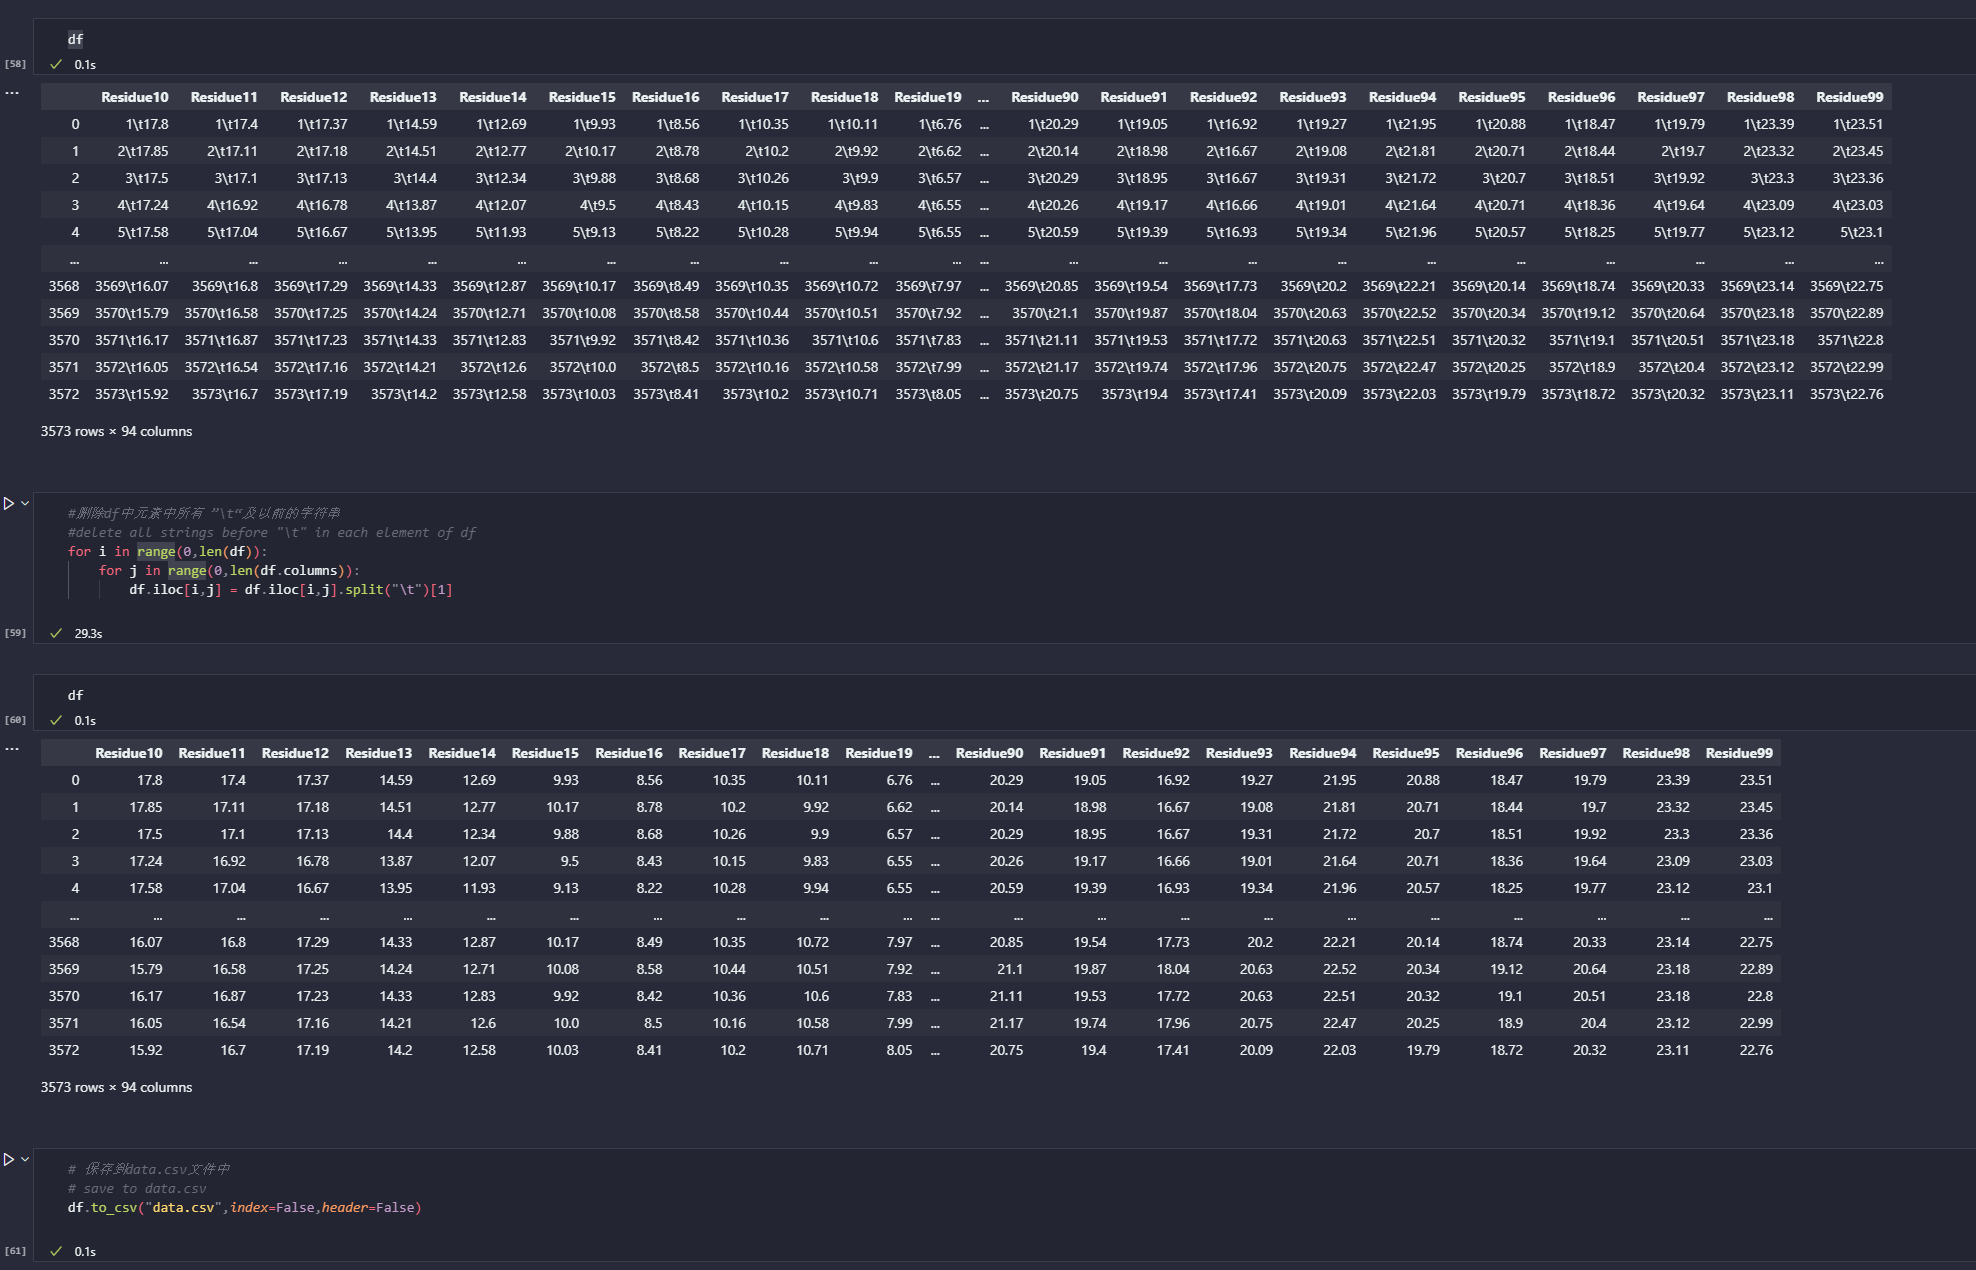 df
[58] ✓ 0.1s
... Residue10 Residue11 Residue12 Residue13 Residue14 Residue15 Residue16 Residue17 Residue18 Residue19 ... Residue90 Residue91 Residue92 Residue93 Residue94 Residue95 Residue96 Residue97 Residue98 Residue99
0 1\t17.8 1\t17.4 1\t17.37 1\t14.59 1\t12.69 1\t9.93 1\t8.56 1\t10.35 1\t10.11 1\t6.76 ... 1\t20.29 1\t19.05 1\t16.92 1\t19.27 1\t21.95 1\t20.88 1\t18.47 1\t19.79 1\t23.39 1\t23.51
1 2\t17.85 2\t17.11 2\t17.18 2\t14.51 2\t12.77 2\t10.17 2\t8.78 2\t10.2 2\t9.92 2\t6.62 ... 2\t20.14 2\t18.98 2\t16.67 2\t19.08 2\t21.81 2\t20.71 2\t18.44 2\t19.7 2\t23.32 2\t23.45
2 3\t17.5 3\t17.1 3\t17.13 3\t14.4 3\t12.34 3\t9.88 3\t8.68 3\t10.26 3\t9.9 3\t6.57 ... 3\t20.29 3\t18.95 3\t16.67 3\t19.31 3\t21.72 3\t20.7 3\t18.51 3\t19.92 3\t23.3 3\t23.36
3 4\t17.24 4\t16.92 4\t16.78 4\t13.87 4\t12.07 4\t9.5 4\t8.43 4\t10.15 4\t9.83 4\t6.55 ... 4\t20.26 4\t19.17 4\t16.66 4\t19.01 4\t21.64 4\t20.71 4\t18.36 4\t19.64 4\t23.09 4\t23.03
4 5\t17.58 5\t17.04 5\t16.67 5\t13.95 5\t11.93 5\t9.13 5\t8.22 5\t10.28 5\t9.94 5\t6.55 ... 5\t20.59 5\t19.39 5\t16.93 5\t19.34 5\t21.96 5\t20.57 5\t18.25 5\t19.77 5\t23.12 5\t23.1
... ... ... ... ... ... ... ... ... ... ... ... ... ... ... ... ... ... ... ... ... ...
3568 3569\t16.07 3569\t16.8 3569\t17.29 3569\t14.33 3569\t12.87 3569\t10.17 3569\t8.49 3569\t10.35 3569\t10.72 3569\t7.97 ... 3569\t20.85 3569\t19.54 3569\t17.73 3569\t20.2 3569\t22.21 3569\t20.14 3569\t18.74 3569\t20.33 3569\t23.14 3569\t22.75
3569 3570\t15.79 3570\t16.58 3570\t17.25 3570\t14.24 3570\t12.71 3570\t10.08 3570\t8.58 3570\t10.44 3570\t10.51 3570\t7.92 ... 3570\t21.1 3570\t19.87 3570\t18.04 3570\t20.63 3570\t22.52 3570\t20.34 3570\t19.12 3570\t20.64 3570\t23.18 3570\t22.89
3570 3571\t16.17 3571\t16.87 3571\t17.23 3571\t14.33 3571\t12.83 3571\t9.92 3571\t8.42 3571\t10.36 3571\t10.6 3571\t7.83 ... 3571\t21.11 3571\t19.53 3571\t17.72 3571\t20.63 3571\t22.51 3571\t20.32 3571\t19.1 3571\t20.51 3571\t23.18 3571\t22.8
3571 3572\t16.05 3572\t16.54 3572\t17.16 3572\t14.21 3572\t12.6 3572\t10.0 3572\t8.5 3572\t10.16 3572\t10.58 3572\t7.99 ... 3572\t21.17 3572\t19.74 3572\t17.96 3572\t20.75 3572\t22.47 3572\t20.25 3572\t18.9 3572\t20.4 3572\t23.12 3572\t22.99
3572 3573\t15.92 3573\t16.7 3573\t17.19 3573\t14.2 3573\t12.58 3573\t10.03 3573\t8.41 3573\t10.2 3573\t10.71 3573\t8.05 ... 3573\t20.75 3573\t19.4 3573\t17.41 3573\t20.09 3573\t22.03 3573\t19.79 3573\t18.72 3573\t20.32 3573\t23.11 3573\t22.76
3573 rows × 94 columns
#删除df中元素中所有 ”\t“及以前的字符串
#delete all strings before "\t" in each element of df
for i in range(0,len(df)):
for j in range(0,len(df.columns)):
df.iloc[i,j] = df.iloc[i,j].split("\t")[1]
[59] ✓ 29.3s
df
[60] ✓ 0.1s
... Residue10 Residue11 Residue12 Residue13 Residue14 Residue15 Residue16 Residue17 Residue18 Residue19 ... Residue90 Residue91 Residue92 Residue93 Residue94 Residue95 Residue96 Residue97 Residue98 Residue99
0 17.8 17.4 17.37 14.59 12.69 9.93 8.56 10.35 10.11 6.76 ... 20.29 19.05 16.92 19.27 21.95 20.88 18.47 19.79 23.39 23.51
1 17.85 17.11 17.18 14.51 12.77 10.17 8.78 10.2 9.92 6.62 ... 20.14 18.98 16.67 19.08 21.81 20.71 18.44 19.7 23.32 23.45
2 17.5 17.1 17.13 14.4 12.34 9.88 8.68 10.26 9.9 6.57 ... 20.29 18.95 16.67 19.31 21.72 20.7 18.51 19.92 23.3 23.36
3 17.24 16.92 16.78 13.87 12.07 9.5 8.43 10.15 9.83 6.55 ... 20.26 19.17 16.66 19.01 21.64 20.71 18.36 19.64 23.09 23.03
4 17.58 17.04 16.67 13.95 11.93 9.13 8.22 10.28 9.94 6.55 ... 20.59 19.39 16.93 19.34 21.96 20.57 18.25 19.77 23.12 23.1
... ... ... ... ... ... ... ... ... ... ... ... ... ... ... ... ... ... ... ... ... ...
3568 16.07 16.8 17.29 14.33 12.87 10.17 8.49 10.35 10.72 7.97 ... 20.85 19.54 17.73 20.2 22.21 20.14 18.74 20.33 23.14 22.75
3569 15.79 16.58 17.25 14.24 12.71 10.08 8.58 10.44 10.51 7.92 ... 21.1 19.87 18.04 20.63 22.52 20.34 19.12 20.64 23.18 22.89
3570 16.17 16.87 17.23 14.33 12.83 9.92 8.42 10.36 10.6 7.83 ... 21.11 19.53 17.72 20.63 22.51 20.32 19.1 20.51 23.18 22.8
3571 16.05 16.54 17.16 14.21 12.6 10.0 8.5 10.16 10.58 7.99 ... 21.17 19.74 17.96 20.75 22.47 20.25 18.9 20.4 23.12 22.99
3572 15.92 16.7 17.19 14.2 12.58 10.03 8.41 10.2 10.71 8.05 ... 20.75 19.4 17.41 20.09 22.03 19.79 18.72 20.32 23.11 22.76
3573 rows × 94 columns
# 保存到data.csv文件中
# save to data.csv
df.to_csv("data.csv",index=False,header=False)
[61] ✓ 0.1s